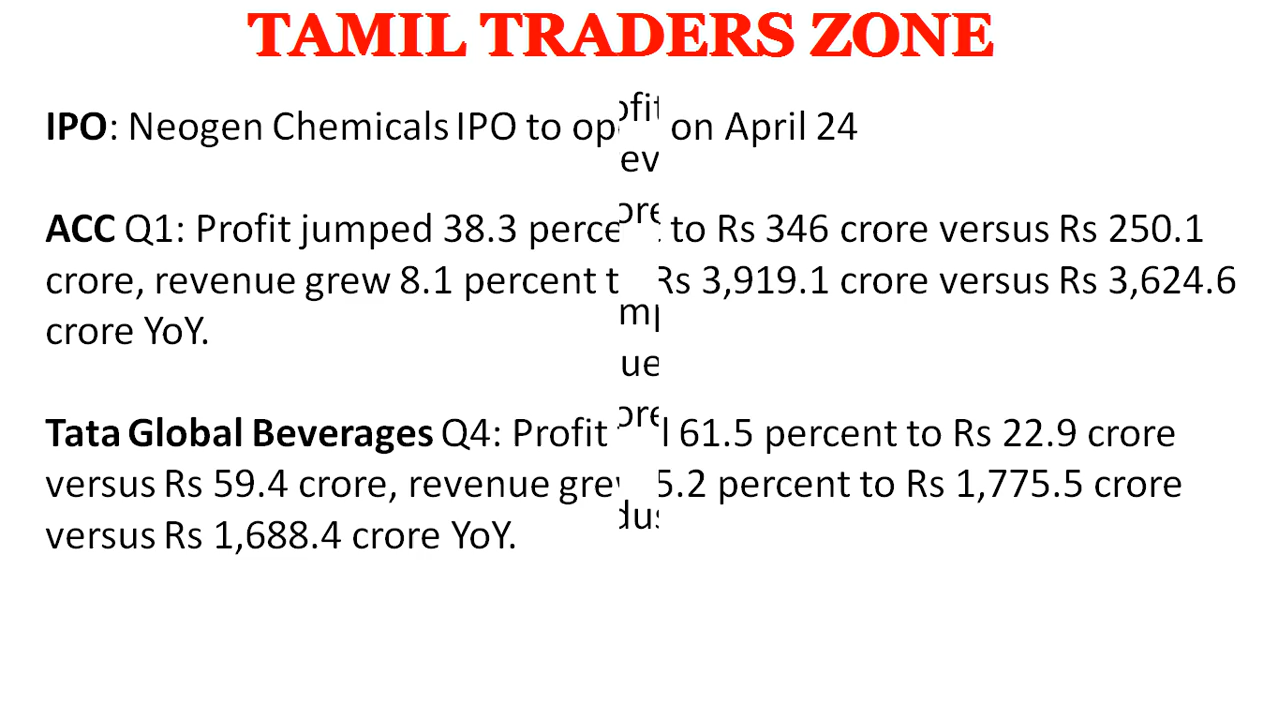 TAMIL TRADERS ZONE
IPO: Neogen Chemicals IPO to op on April 24
ACC Q1: Profit jumped 38.3 perce to Rs 346 crore versus Rs 250.1
crore, revenue grew 8.1 percent t Rs 3,919.1 crore versus Rs 3,624.6
crore YoY.
Tata Global Beverages Q4: Profit 61.5 percent to Rs 22.9 crore
versus Rs 59.4 crore, revenue gre 5.2 percent to Rs 1,775.5 crore
versus Rs 1,688.4 crore YoY.